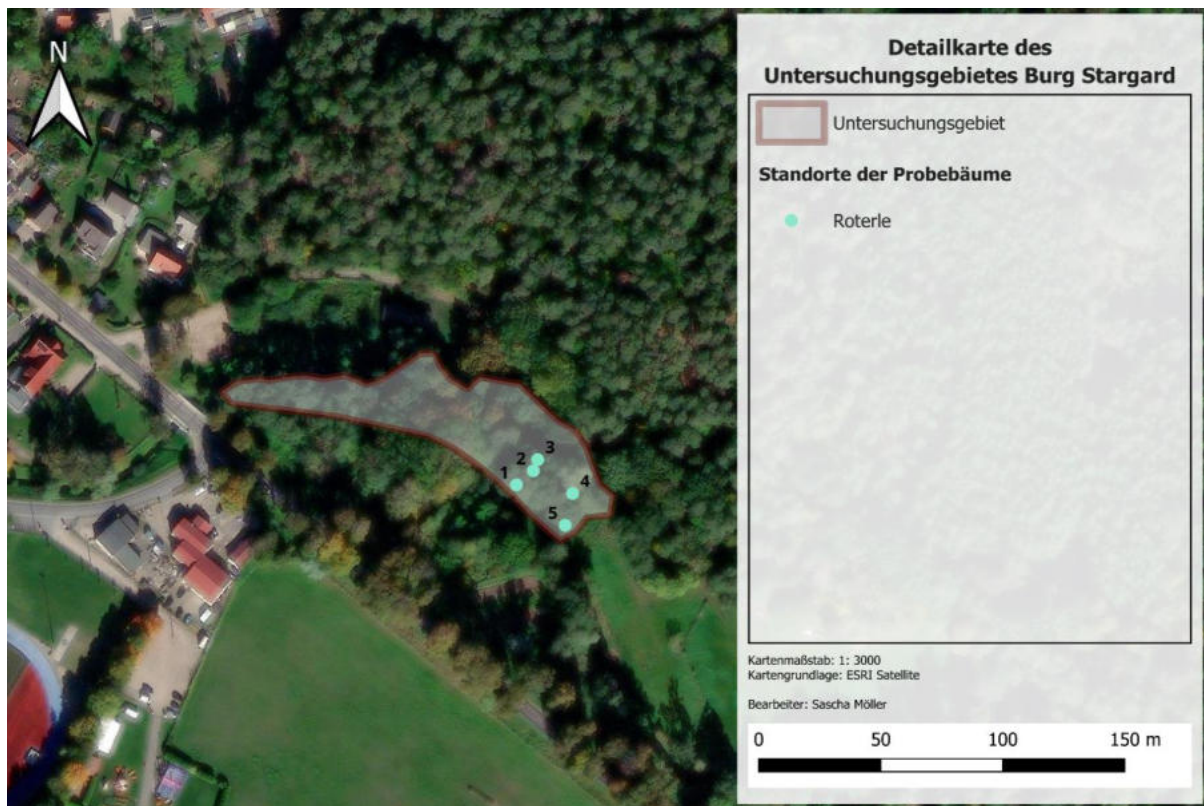 N
Detailkarte des
Untersuchungsgebietes Burg Stargard
Untersuchungsgebiet
Standorte der Probebäume
Roterle
3
2
1
4
5
Kartenmaßstab: 1: 3000
Kartengrundlage: ESRI Satellite
Bearbeiter: Sascha Möller
0 50 100 150 m